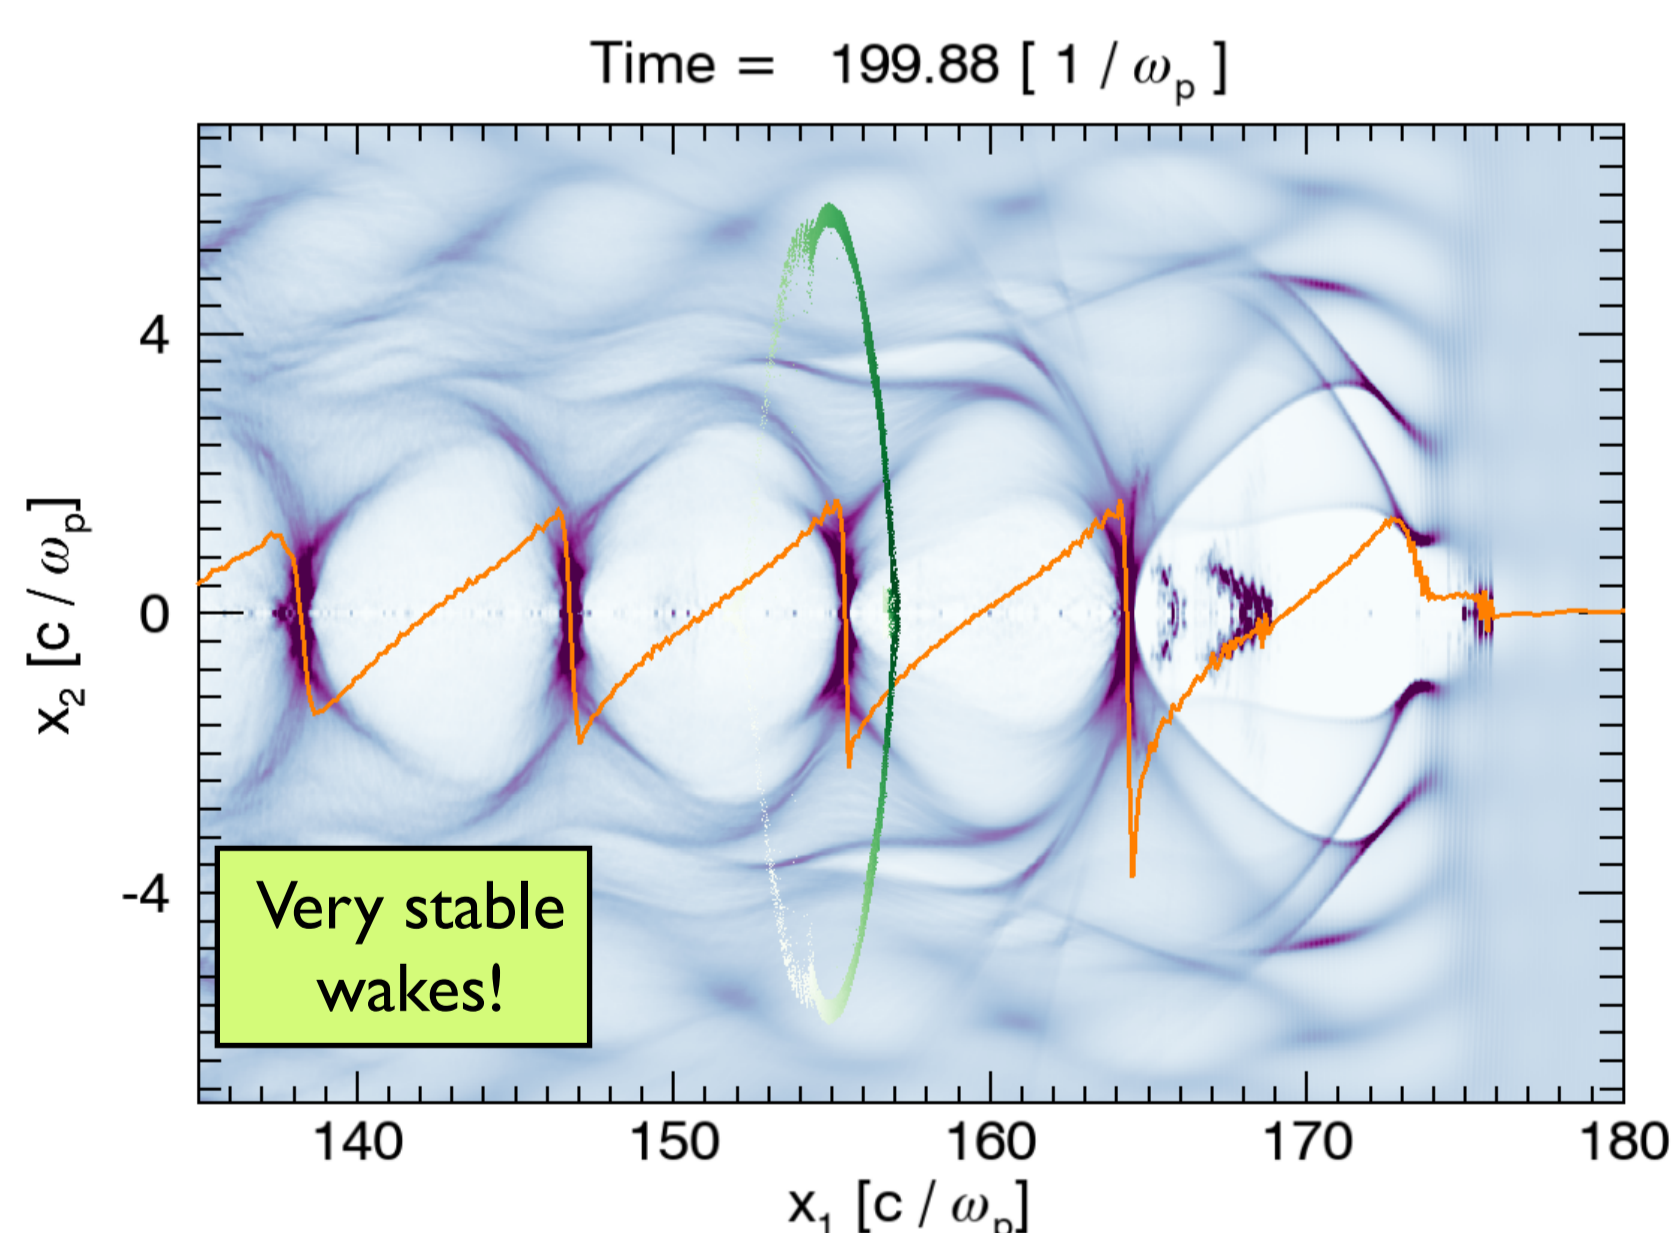 Time = 199.88 [ 1 / ωp ]
x2 [c / ωp]
4
0
-4
Very stable
wakes!
140 150 160 170 180
x1 [c / ωp]